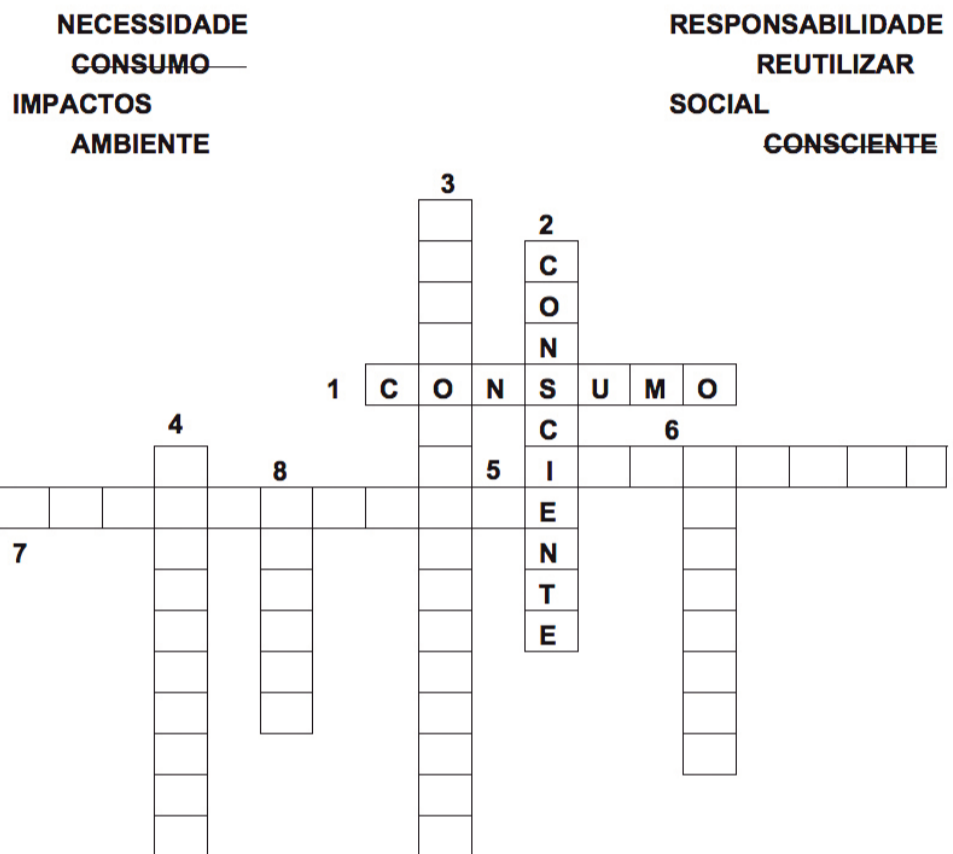 NECESSIDADE RESPONSABILIDADE
CONSUMO REUTILIZAR
IMPACTOS SOCIAL
AMBIENTE CONSCIENTE
3
2
C
O
N
1 C O N S U M O
4 C 6
8 5 I
E
7 N
T
E